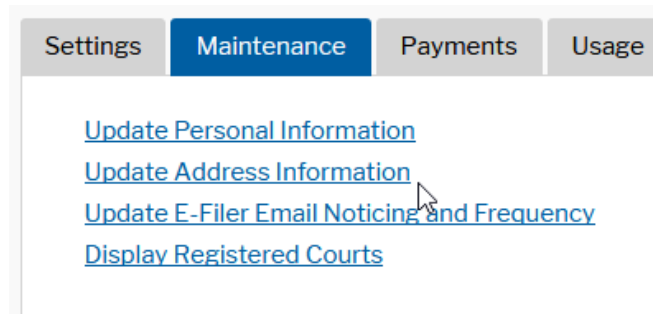 Settings Maintenance Payments Usage
Update Personal Information
Update Address Information
Update E-Filer Email Noticing and Frequency
Display Registered Courts